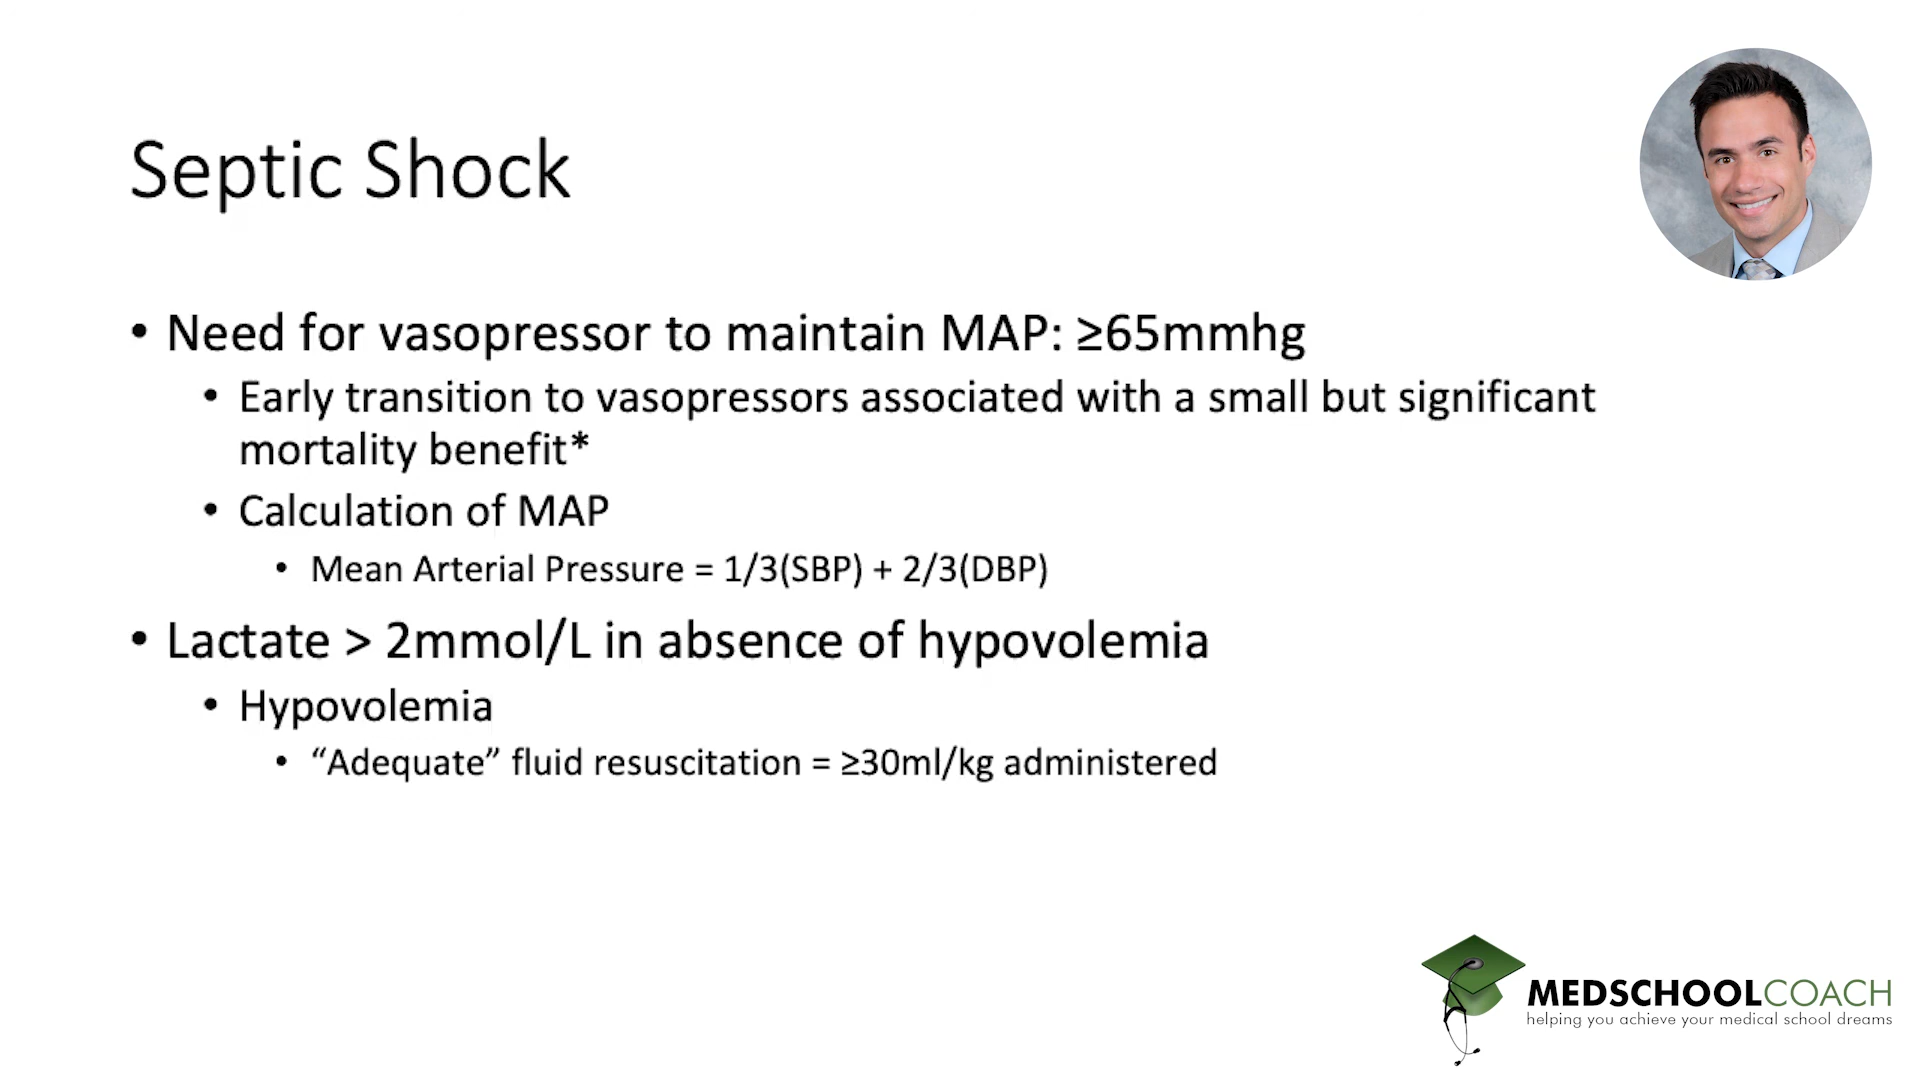 Septic Shock
• Need for vasopressor to maintain MAP: ≥65mmhg
• Early transition to vasopressors associated with a small but significant
mortality benefit*
• Calculation of MAP
• Mean Arterial Pressure = 1/3(SBP) + 2/3(DBP)
• Lactate > 2mmol/L in absence of hypovolemia
• Hypovolemia
• “Adequate” fluid resuscitation = ≥30ml/kg administered
MEDSCHOOLCOACH
helping you achieve your medical school dreams